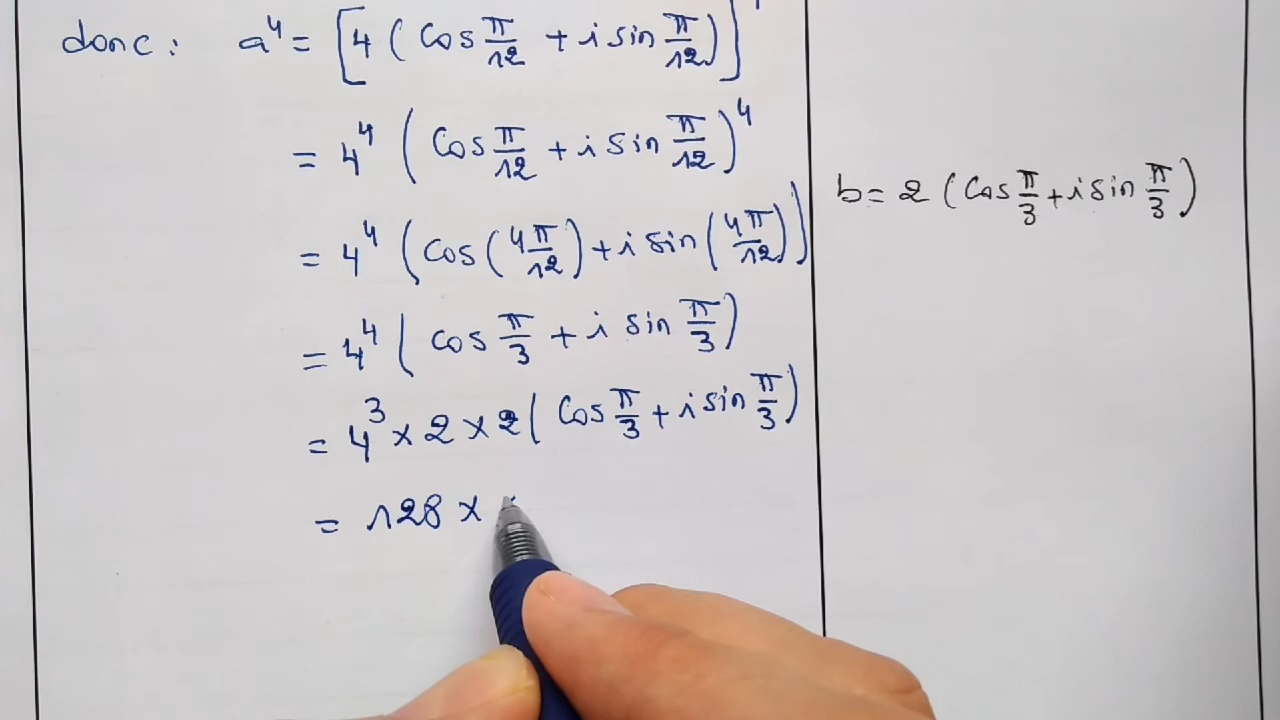 donc : a⁴ = [4 ( Cos π/12 + i sin π/12 )]
= 4⁴ ( Cos π/12 + i sin π/12 )⁴
= 4⁴ ( Cos ( 4π/12 ) + i sin ( 4π/12 ) )
= 4⁴ ( cos π/3 + i sin π/3 )
= 4³ × 2 × 2 ( Cos π/3 + i sin π/3 )
= 128 ×
b = 2 ( Cos π/3 + i sin π/3 )